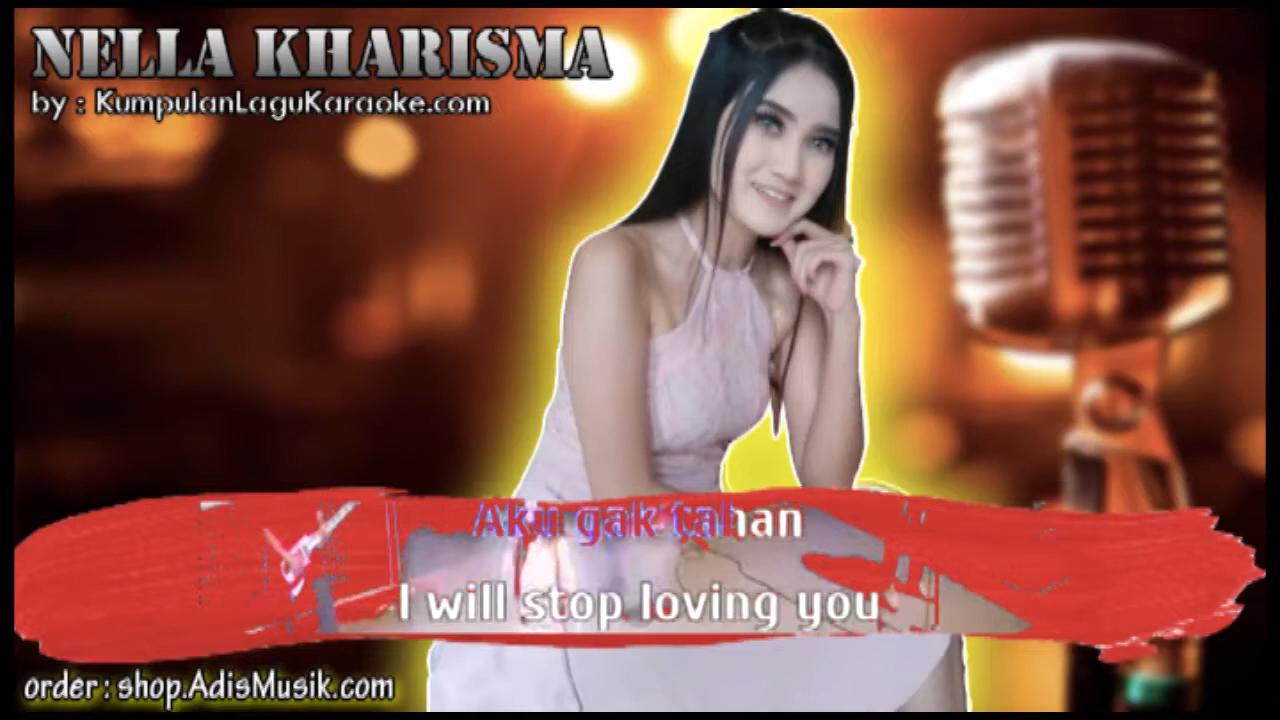 NELLA KHARISMA
by : KumpulanLaguKaraoke.com
Aku gak tahan
I will stop loving you
order : shop.AdisMusik.com